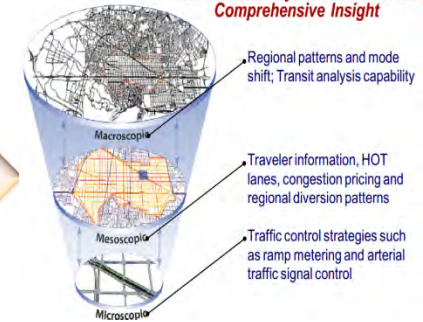 Comprehensive Insight
Regional patterns and mode
shift; Transit analysis capability
Macroscopic
Traveler information, HOT
lanes, congestion pricing and
regional diversion patterns
Mesoscopic
Traffic control strategies such
as ramp metering and arterial
traffic signal control
Microscopic